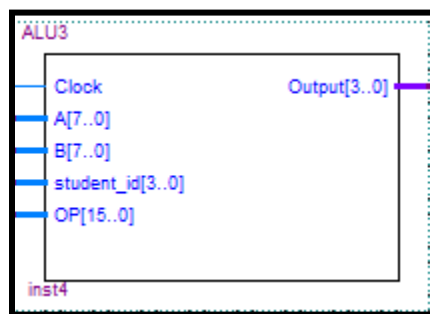 ALU3
Clock Output[3..0]
A[7..0]
B[7..0]
student_id[3..0]
OP[15..0]
inst4